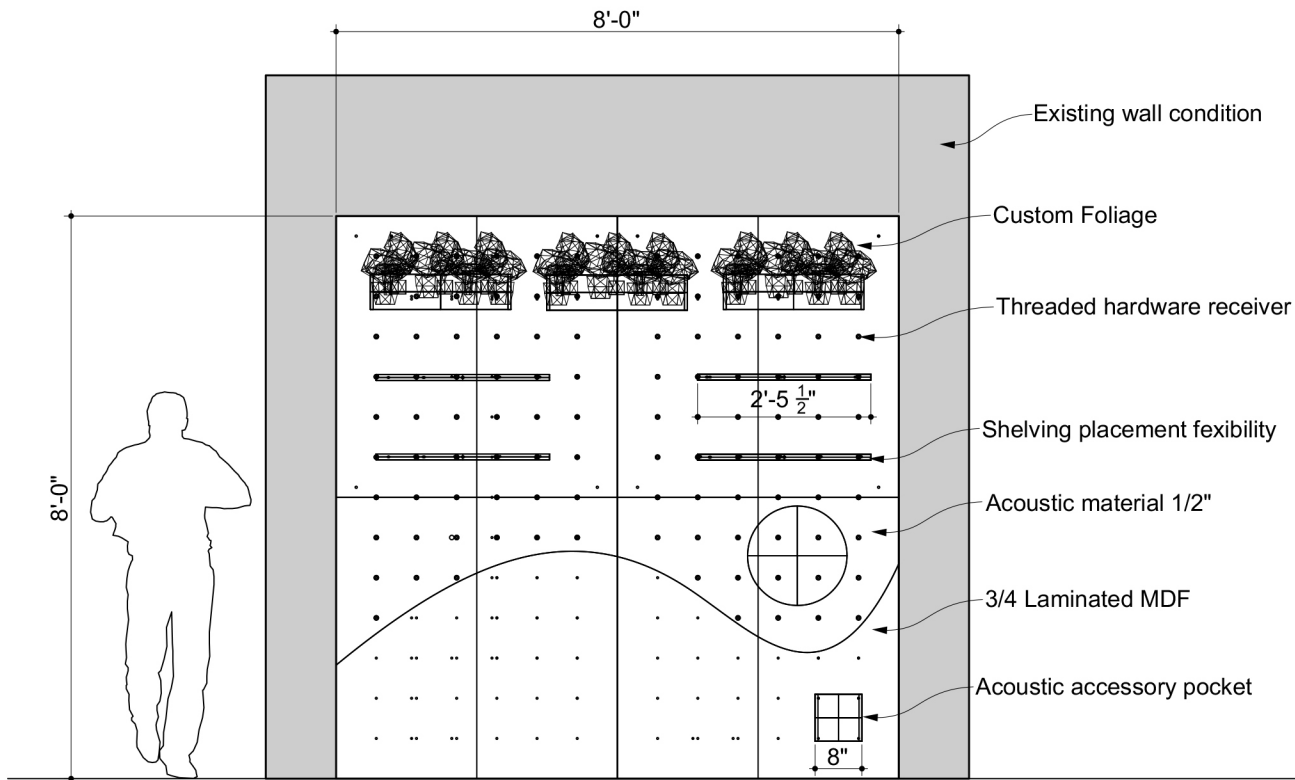 8'-0"
Existing wall condition
Custom Foliage
Threaded hardware receiver
2'-5 1/2"
Shelving placement fexibility
8'-0"
Acoustic material 1/2"
3/4 Laminated MDF
Acoustic accessory pocket
8"